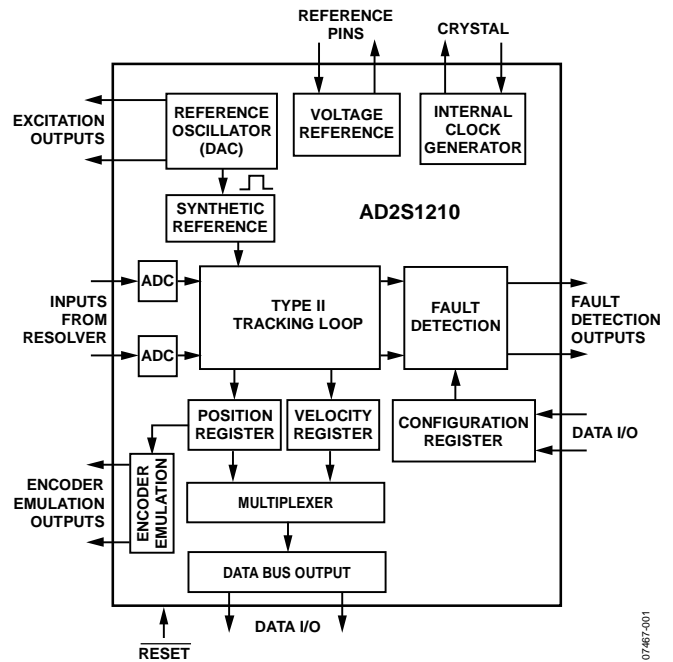 REFERENCE
PINS
CRYSTAL
EXCITATION
OUTPUTS
REFERENCE
OSCILLATOR
(DAC)
VOLTAGE
REFERENCE
INTERNAL
CLOCK
GENERATOR
SYNTHETIC
REFERENCE
AD2S1210
INPUTS
FROM
RESOLVER
ADC
ADC
TYPE II
TRACKING LOOP
FAULT
DETECTION
FAULT
DETECTION
OUTPUTS
POSITION
REGISTER
VELOCITY
REGISTER
CONFIGURATION
REGISTER
DATA I/O
ENCODER
EMULATION
OUTPUTS
ENCODER
EMULATION
MULTIPLEXER
DATA BUS OUTPUT
DATA I/O
RESET
07467-001